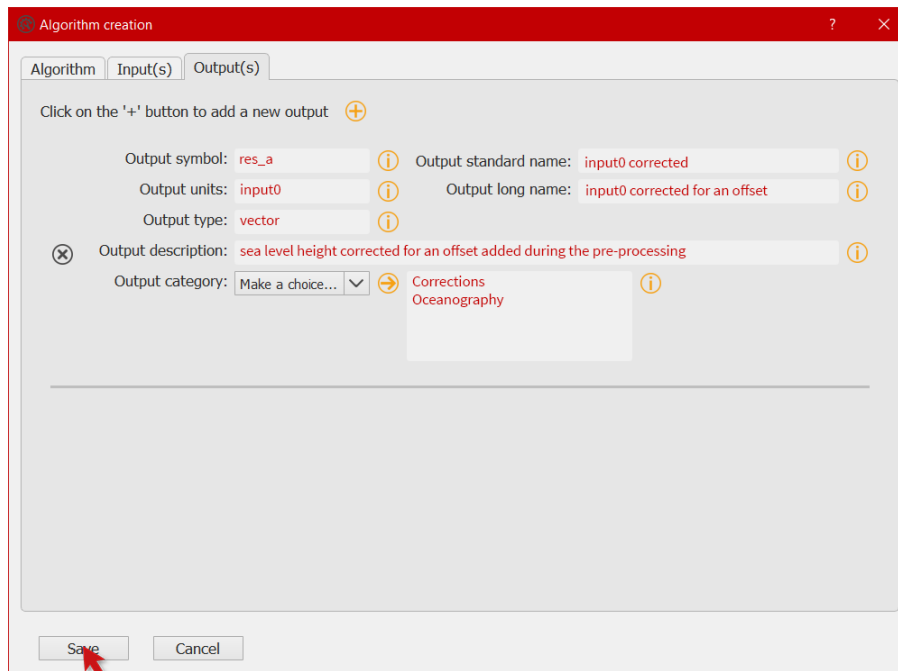 Algorithm creation ?
Algorithm Input(s) Output(s)
Click on the '+' button to add a new output
Output symbol: res_a Output standard name: input0 corrected
Output units: input0 Output long name: input0 corrected for an offset
Output type: vector
Output description: sea level height corrected for an offset added during the pre-processing
Output category: Make a choice... Corrections
Oceanography
Save Cancel